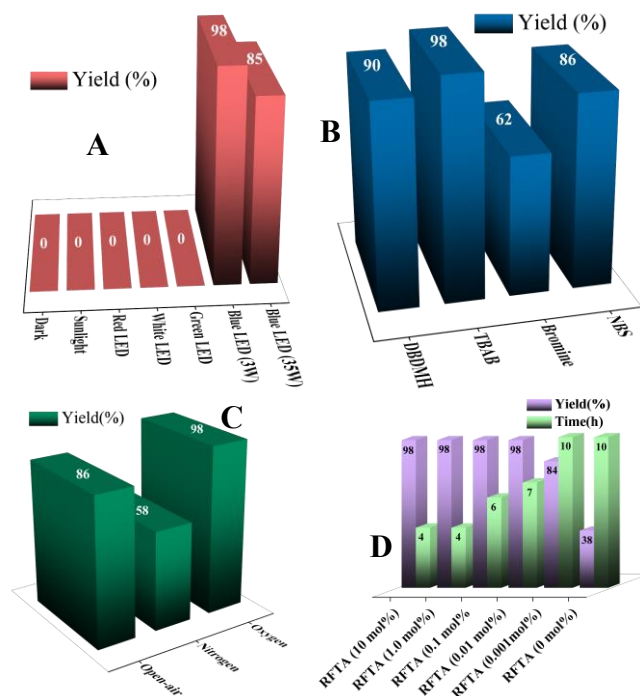 Yield (%)
A
98
85
0
0
0
0
0
Dark
Sunlight
Red LED
White LED
Green LED
Blue LED (3W)
Blue LED (35W)
Yield (%)
B
90
98
62
86
DBDMH
TBAB
Bromine
NBS
Yield(%)
C
86
58
98
Open-air
Nitrogen
Oxygen
Yield(%)
Time(h)
D
98
4
98
4
98
6
98
7
84
10
38
10
RFTA (10 mol%)
RFTA (1.0 mol%)
RFTA (0.1 mol%
RFTA (0.01 mol%)
RFTA (0.001mol%)
RFTA (0 mol%)